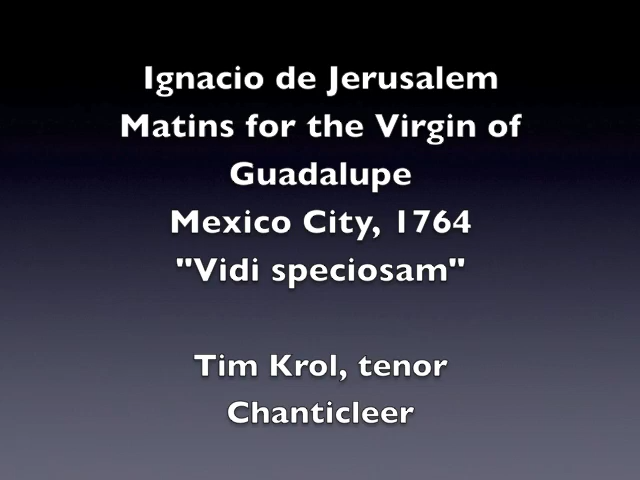 Ignacio de Jerusalem
Matins for the Virgin of
Guadalupe
Mexico City, 1764
"Vidi speciosam"
Tim Krol, tenor
Chanticleer